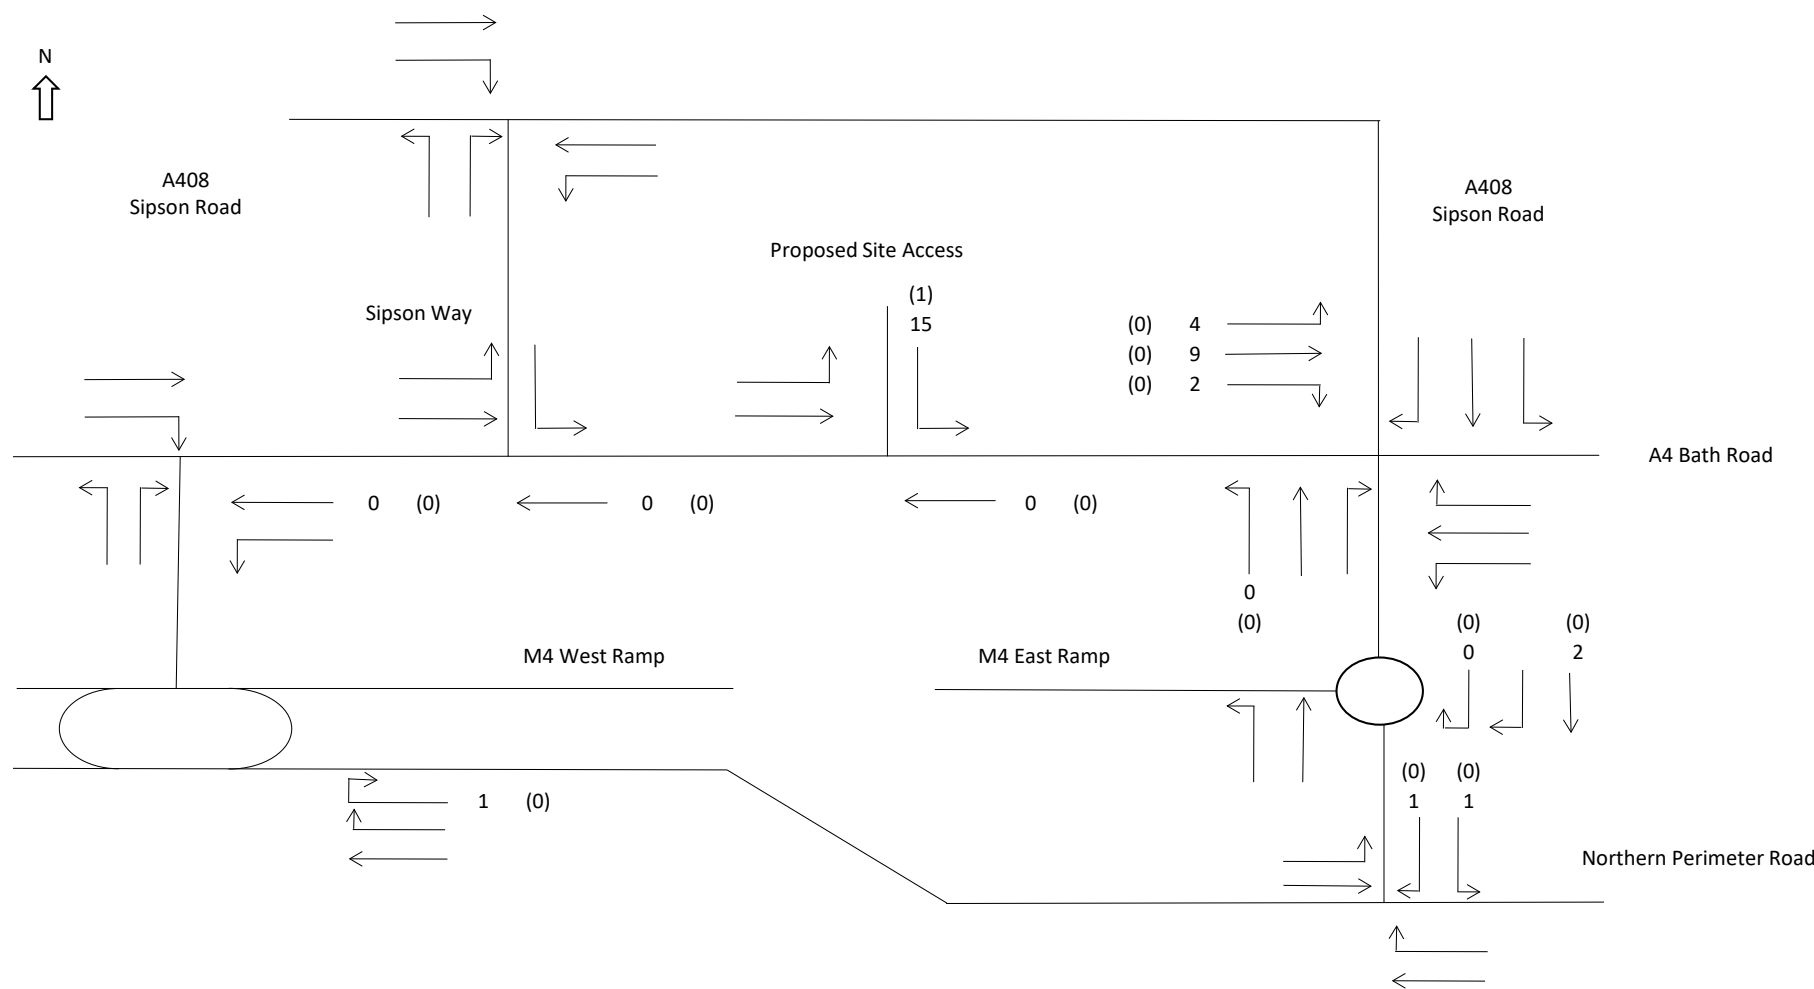 N
A408
Sipson Road
A408
Sipson Road
Proposed Site Access
(1)
15
Sipson Way
(0) 4
(0) 9
(0) 2
A4 Bath Road
0 (0)
0 (0)
0 (0)
0
(0)
(0) (0)
0 2
M4 West Ramp
M4 East Ramp
(0) (0)
1 1
1 (0)
Northern Perimeter Road